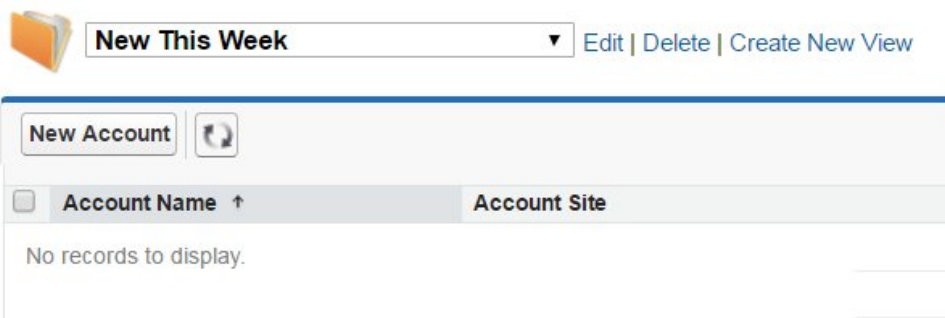 New This Week Edit | Delete | Create New View
New Account
Account Name ↑ Account Site
No records to display.